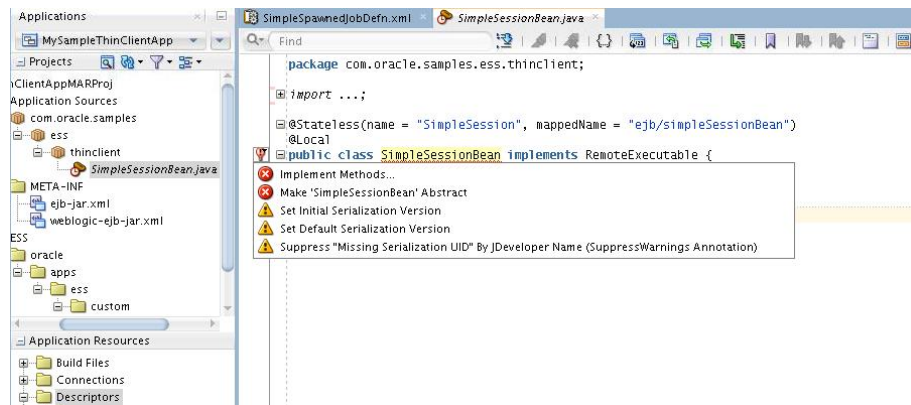 Applications
MySampleThinClientApp
Projects
ClientAppMARProj
Application Sources
com.oracle.samples
ess
thinclient
SimpleSessionBean.java
META-INF
ejb-jar.xml
weblogic-ejb-jar.xml
ESS
oracle
apps
ess
custom
Application Resources
Build Files
Connections
Descriptors
SimpleSpawnedJobDefn.xml
SimpleSessionBean.java
Find
package com.oracle.samples.ess.thinclient;
import ...;
@Stateless(name = "SimpleSession", mappedName = "ejb/simpleSessionBean")
@Local
public class SimpleSessionBean implements RemoteExecutable {
Implement Methods...
Make 'SimpleSessionBean' Abstract
Set Initial Serialization Version
Set Default Serialization Version
Suppress "Missing Serialization UID" By JDeveloper Name (SuppressWarnings Annotation)